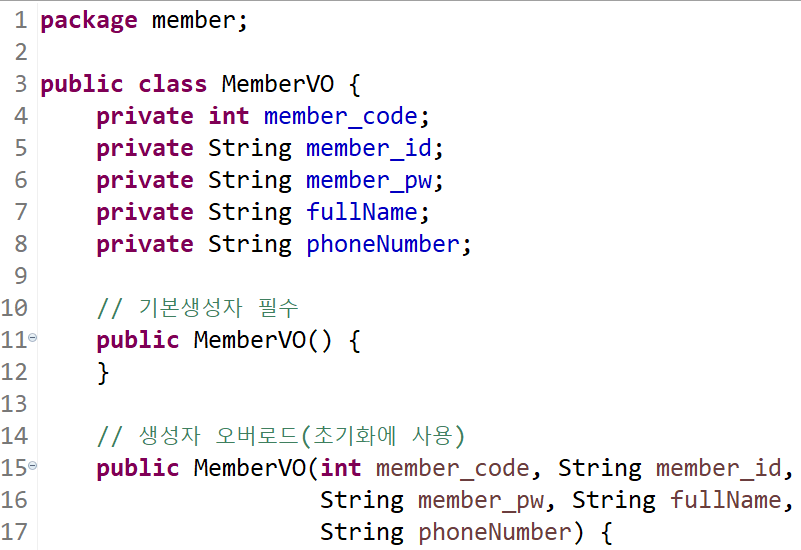 1 package member;
2
3 public class MemberVO {
4     private int member_code;
5     private String member_id;
6     private String member_pw;
7     private String fullName;
8     private String phoneNumber;
9
10     // 기본생성자 필수
11     public MemberVO() {
12     }
13
14     // 생성자 오버로드(초기화에 사용)
15     public MemberVO(int member_code, String member_id,
16                     String member_pw, String fullName,
17                     String phoneNumber) {